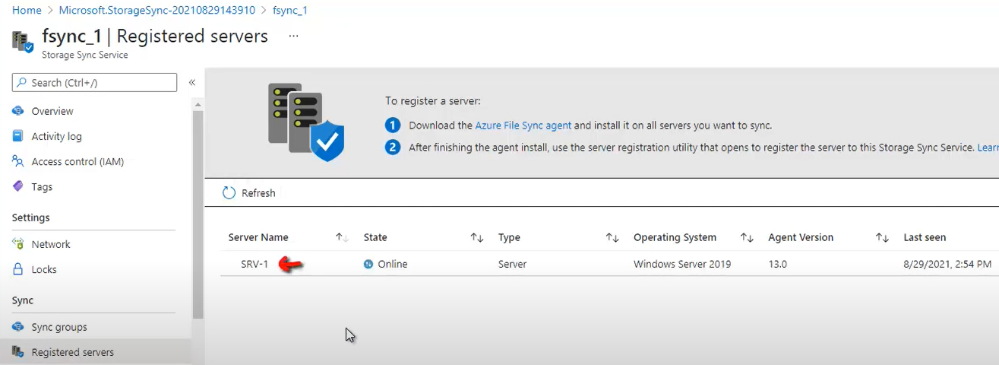 Home > Microsoft.StorageSync-20210829143910 > fsync_1
fsync_1 | Registered servers ...
Storage Sync Service
Search (Ctrl+/) «
Overview
Activity log
Access control (IAM)
Tags
Settings
Network
Locks
Sync
Sync groups
Registered servers
To register a server:
1 Download the Azure File Sync agent and install it on all servers you want to sync.
2 After finishing the agent install, use the server registration utility that opens to register the server to this Storage Sync Service. Learn
Refresh
Server Name ↑↓ State ↑↓ Type ↑↓ Operating System ↑↓ Agent Version ↑↓ Last seen
SRV-1 Online Server Windows Server 2019 13.0 8/29/2021, 2:54 PM